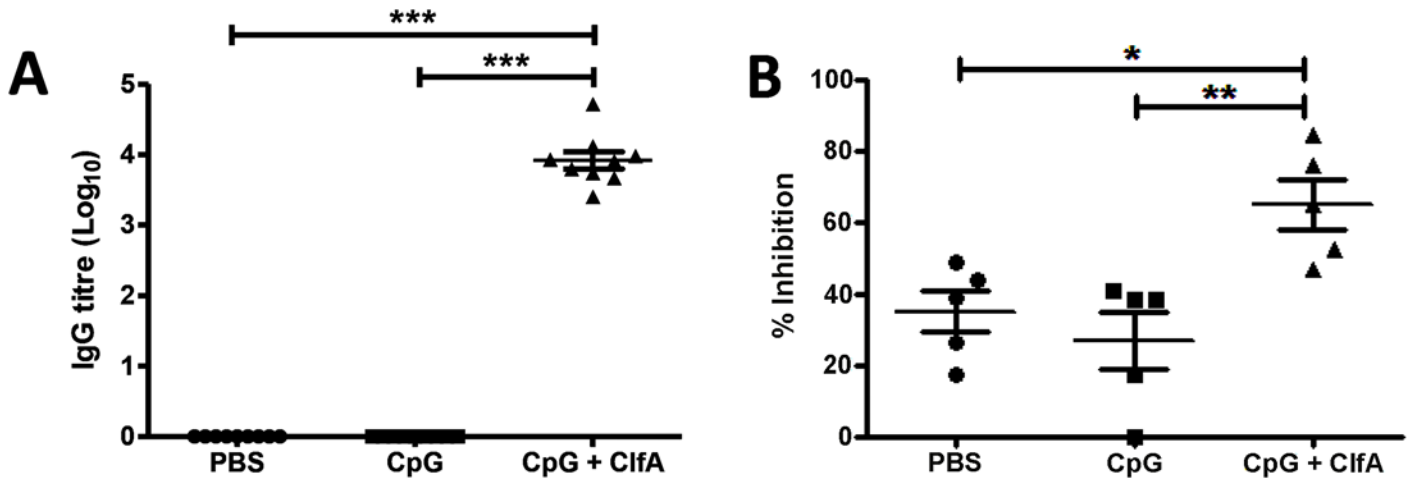 A
***
***
IgG titre (Log10)
5
4
3
2
1
0
PBS
CpG
CpG + ClfA
B
*
**
% Inhibition
100
80
60
40
20
0
PBS
CpG
CpG + ClfA